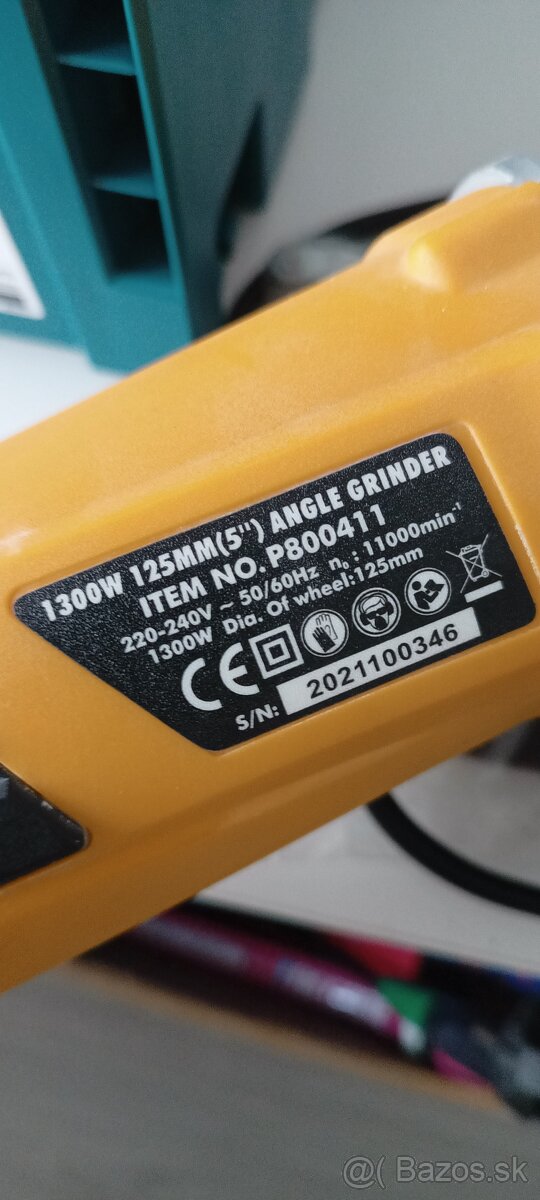 1300W 125MM(5") ANGLE GRINDER
ITEM NO. P800411
220-240V ~ 50/60Hz n₀ : 11000min⁻¹
1300W Dia. Of wheel:125mm
CE
S/N: 2021100346
@( Bazos.sk